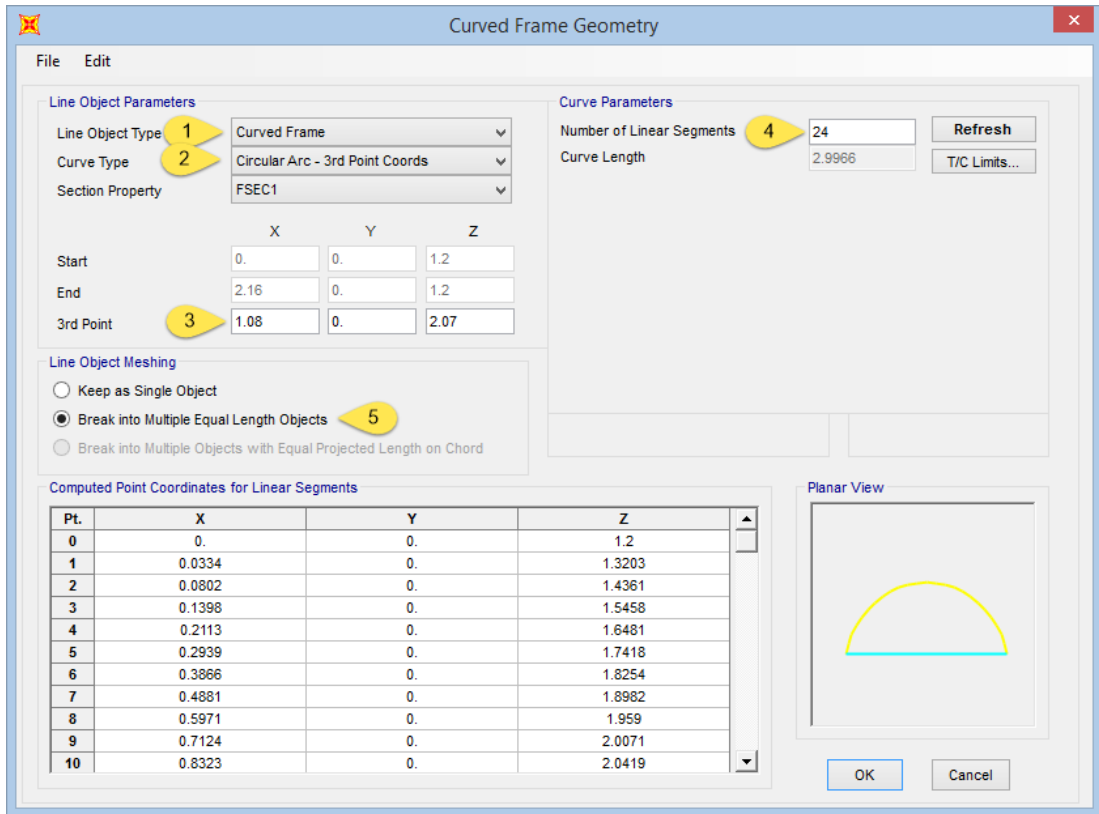 Curved Frame Geometry
File Edit
Line Object Parameters
Line Object Type 1 Curved Frame
Curve Type 2 Circular Arc - 3rd Point Coords
Section Property FSEC1
X Y Z
Start 0. 0. 1.2
End 2.16 0. 1.2
3rd Point 3 1.08 0. 2.07
Curve Parameters
Number of Linear Segments 4 24 Refresh
Curve Length 2.9966 T/C Limits...
Line Object Meshing
Keep as Single Object
Break into Multiple Equal Length Objects 5
Break into Multiple Objects with Equal Projected Length on Chord
Computed Point Coordinates for Linear Segments
Pt. X Y Z
0 0. 0. 1.2
1 0.0334 0. 1.3203
2 0.0802 0. 1.4361
3 0.1398 0. 1.5458
4 0.2113 0. 1.6481
5 0.2939 0. 1.7418
6 0.3866 0. 1.8254
7 0.4881 0. 1.8982
8 0.5971 0. 1.959
9 0.7124 0. 2.0071
10 0.8323 0. 2.0419
Planar View
OK Cancel